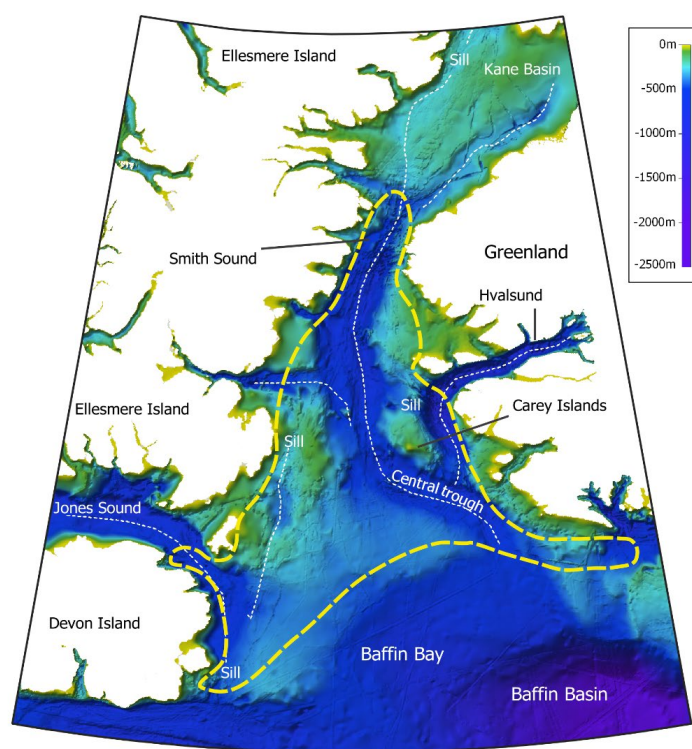 Ellesmere Island
Sill
Kane Basin
0m
-500m
-1000m
-1500m
-2000m
-2500m
Smith Sound
Greenland
Hvalsund
Ellesmere Island
Sill
Carey Islands
Sill
Central trough
Jones Sound
Devon Island
Sill
Baffin Bay
Baffin Basin